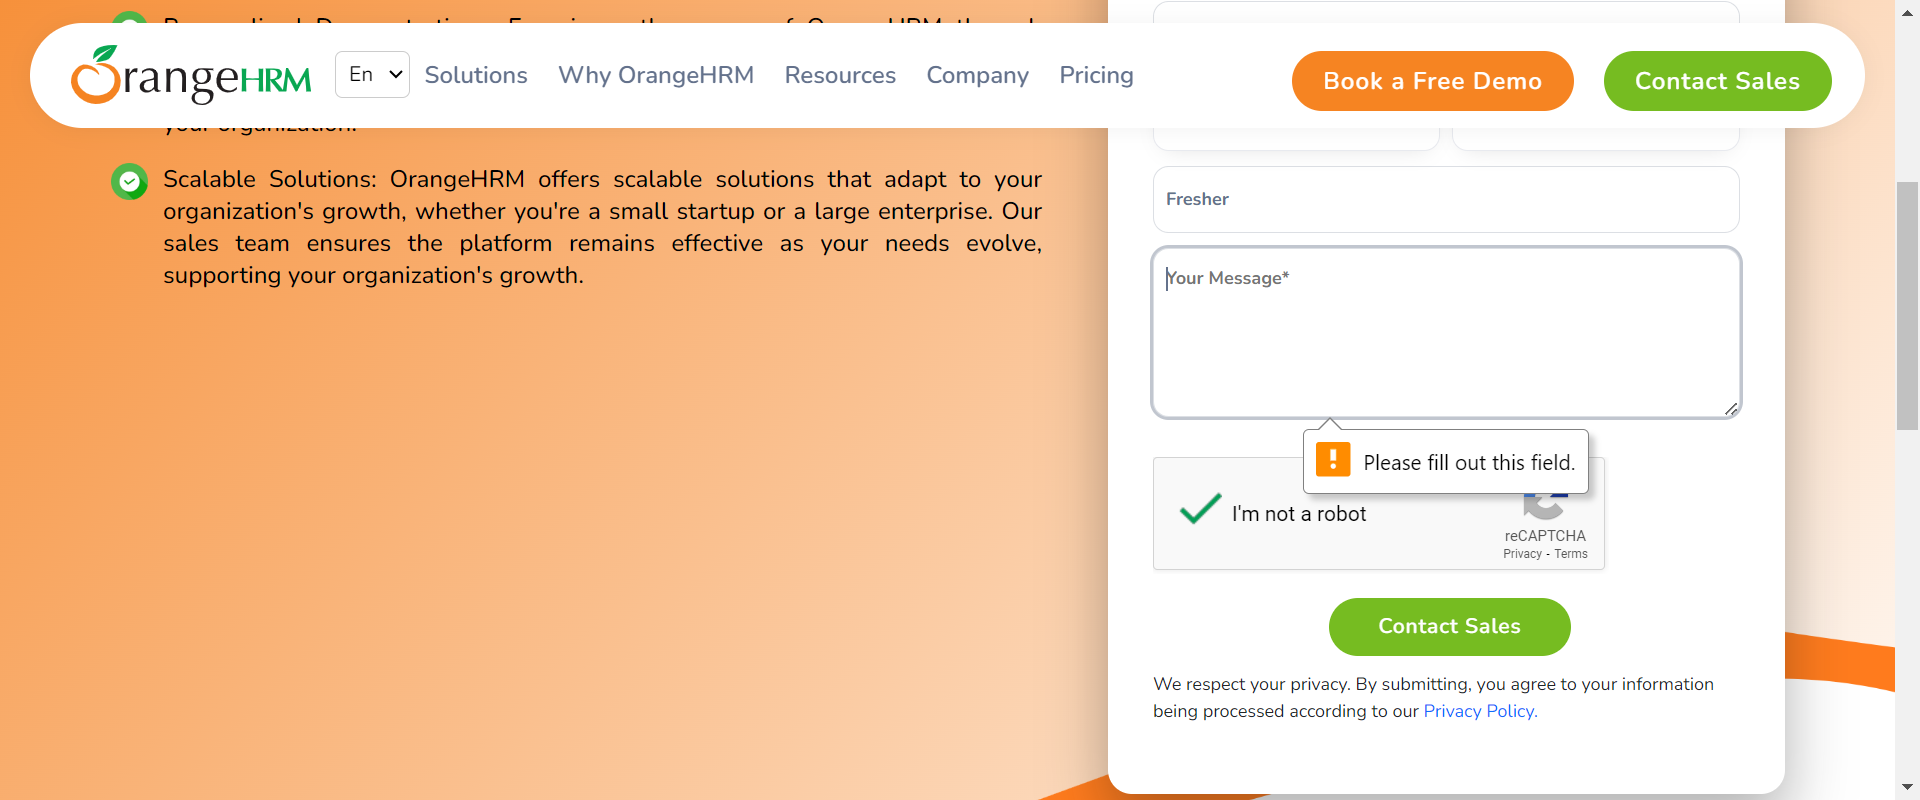 OrangeHRM
En
Solutions
Why OrangeHRM
Resources
Company
Pricing
Book a Free Demo
Contact Sales
your organization.
Scalable Solutions: OrangeHRM offers scalable solutions that adapt to your
organization's growth, whether you're a small startup or a large enterprise. Our
sales team ensures the platform remains effective as your needs evolve,
supporting your organization's growth.
Fresher
Your Message*
Please fill out this field.
I'm not a robot
reCAPTCHA
Privacy - Terms
Contact Sales
We respect your privacy. By submitting, you agree to your information
being processed according to our Privacy Policy.